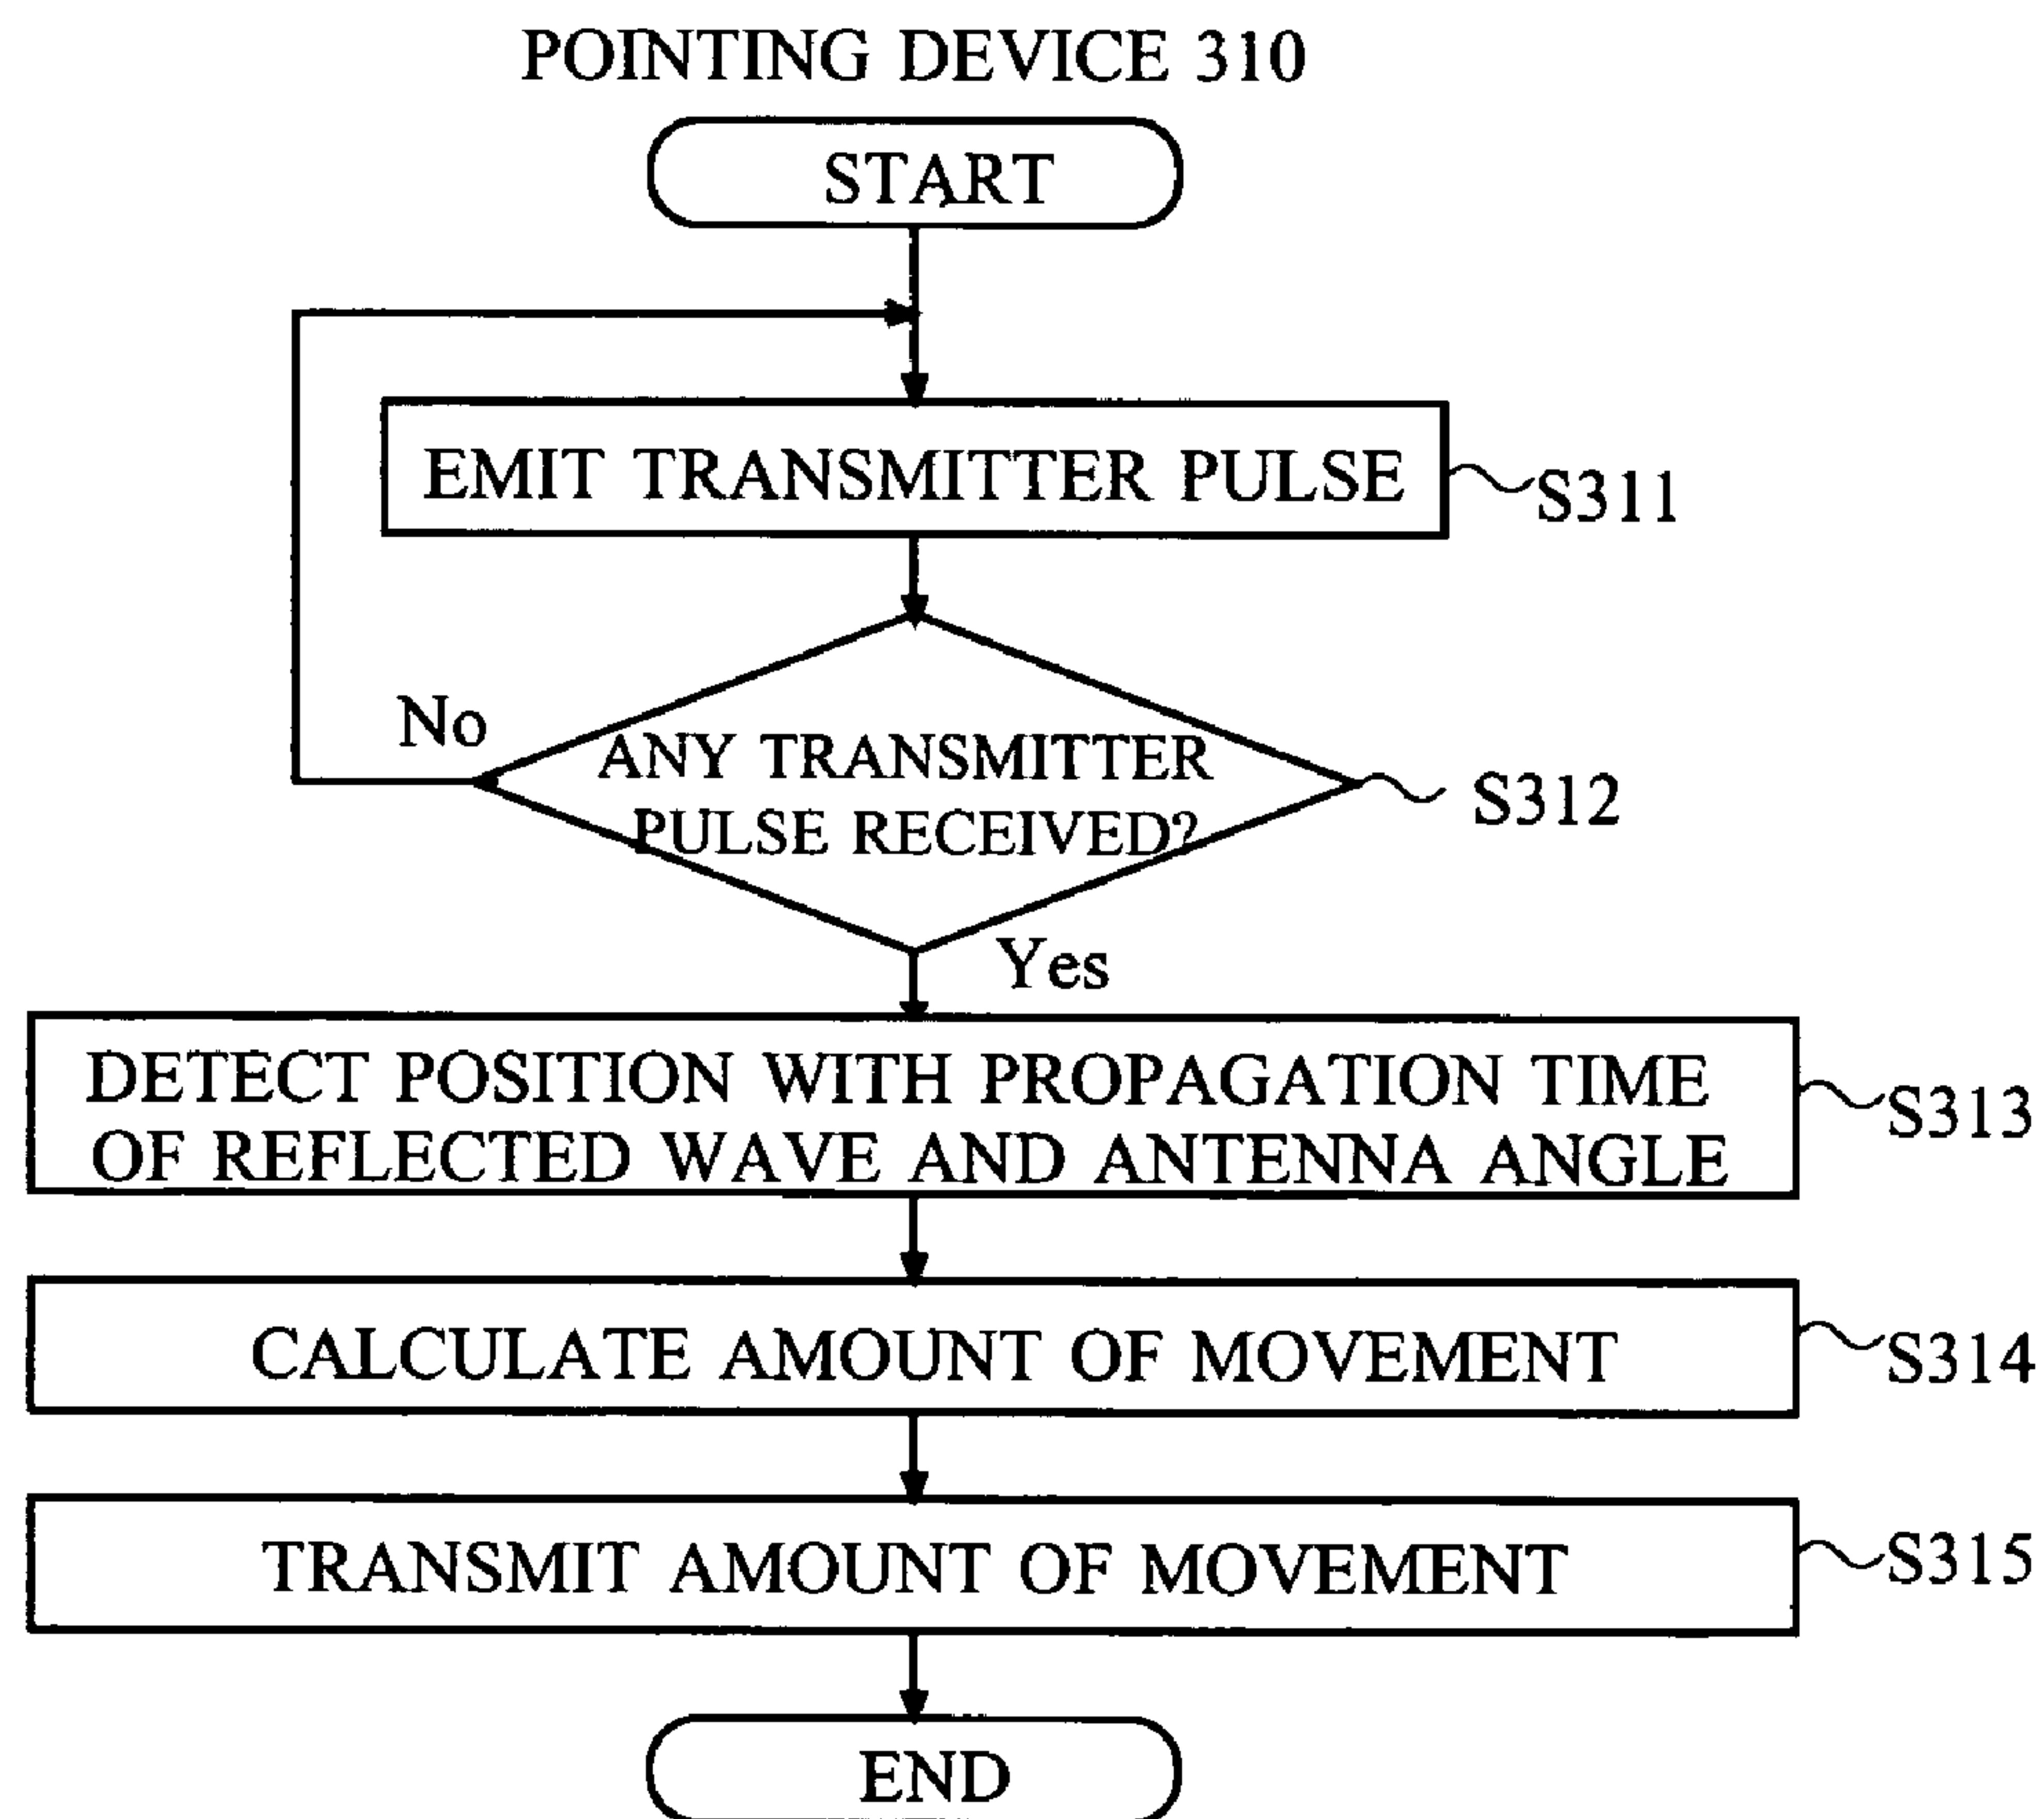 POINTING DEVICE 310
START
EMIT TRANSMITTER PULSE
S311
No
ANY TRANSMITTER
PULSE RECEIVED?
S312
Yes
DETECT POSITION WITH PROPAGATION TIME
OF REFLECTED WAVE AND ANTENNA ANGLE
S313
CALCULATE AMOUNT OF MOVEMENT
S314
TRANSMIT AMOUNT OF MOVEMENT
S315
END